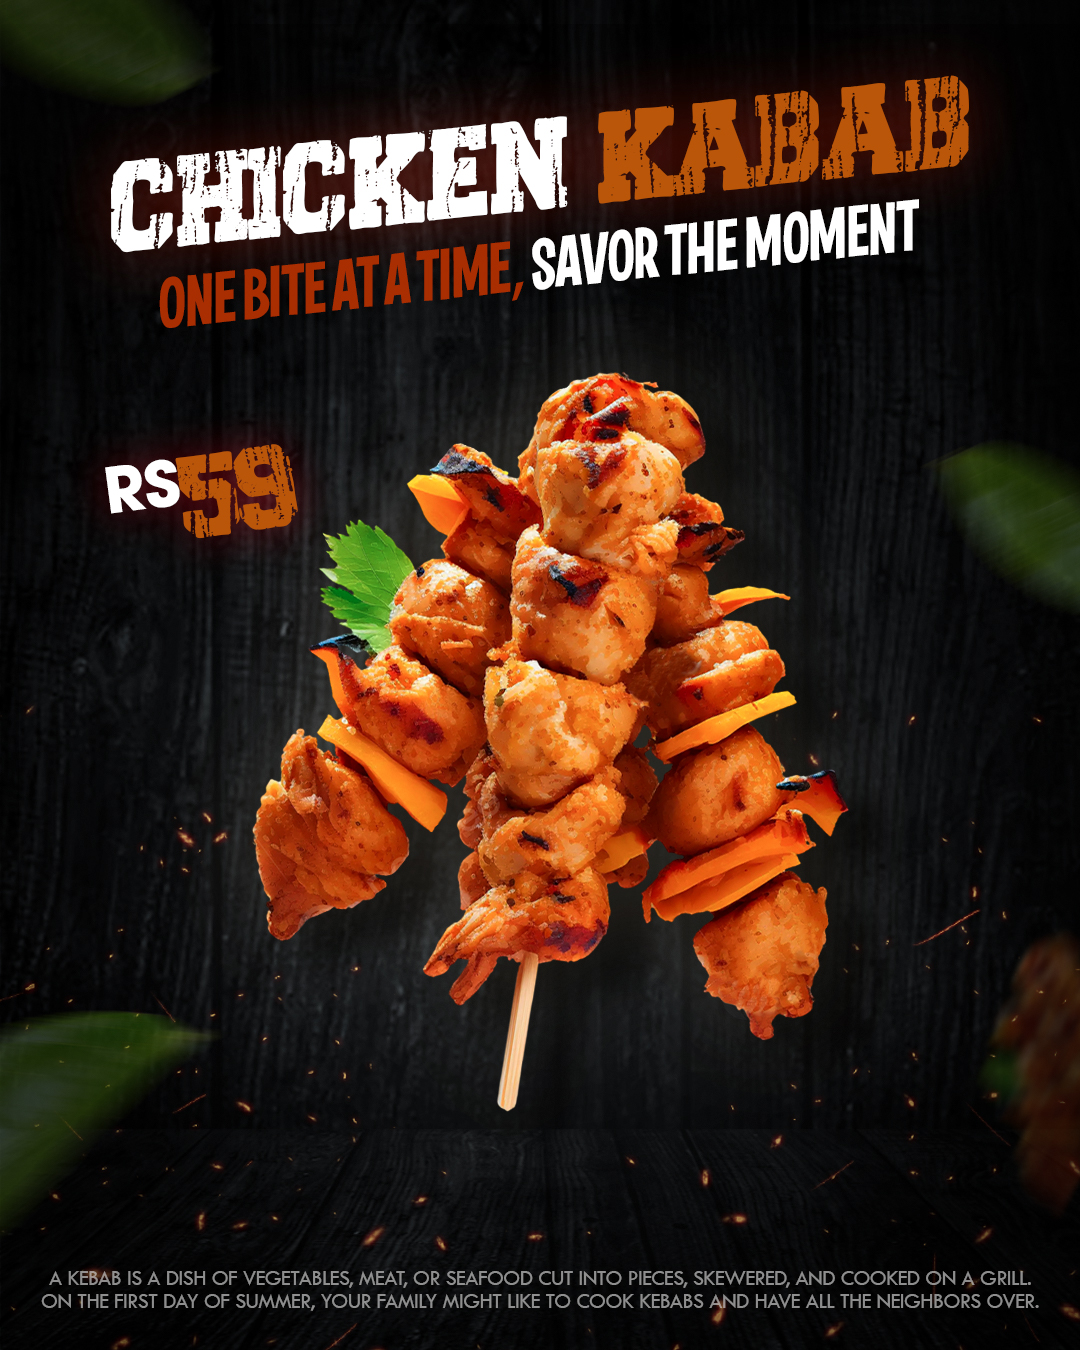 CHICKEN KABAB
ONE BITE AT A TIME, SAVOR THE MOMENT
RS59
A KEBAB IS A DISH OF VEGETABLES, MEAT, OR SEAFOOD CUT INTO PIECES, SKEWERED, AND COOKED ON A GRILL.
ON THE FIRST DAY OF SUMMER, YOUR FAMILY MIGHT LIKE TO COOK KEBABS AND HAVE ALL THE NEIGHBORS OVER.